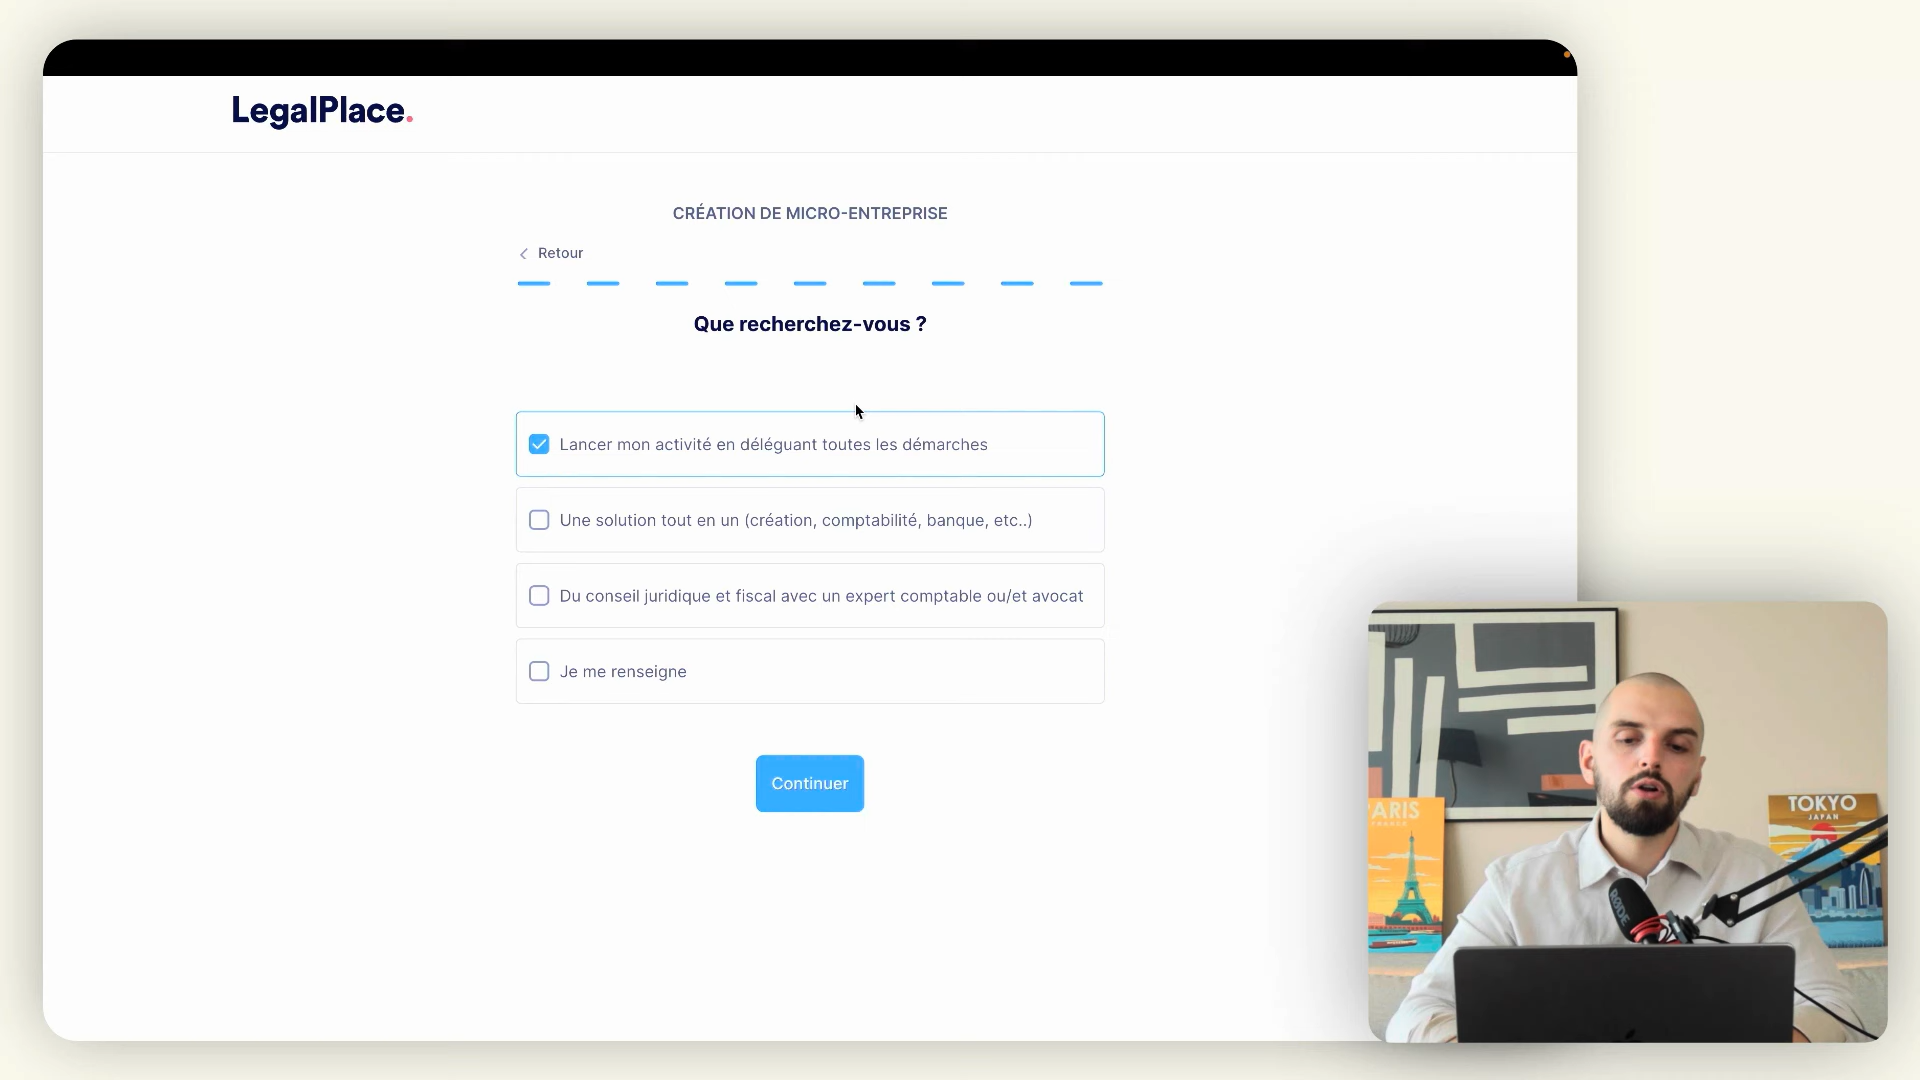 LegalPlace.
CRÉATION DE MICRO-ENTREPRISE
Retour
Que recherchez-vous ?
Lancer mon activité en déléguant toutes les démarches
Une solution tout en un (création, comptabilité, banque, etc..)
Du conseil juridique et fiscal avec un expert comptable ou/et avocat
Je me renseigne
Continuer
ARIS
FRANCE
TOKYO
JAPAN
RØDE